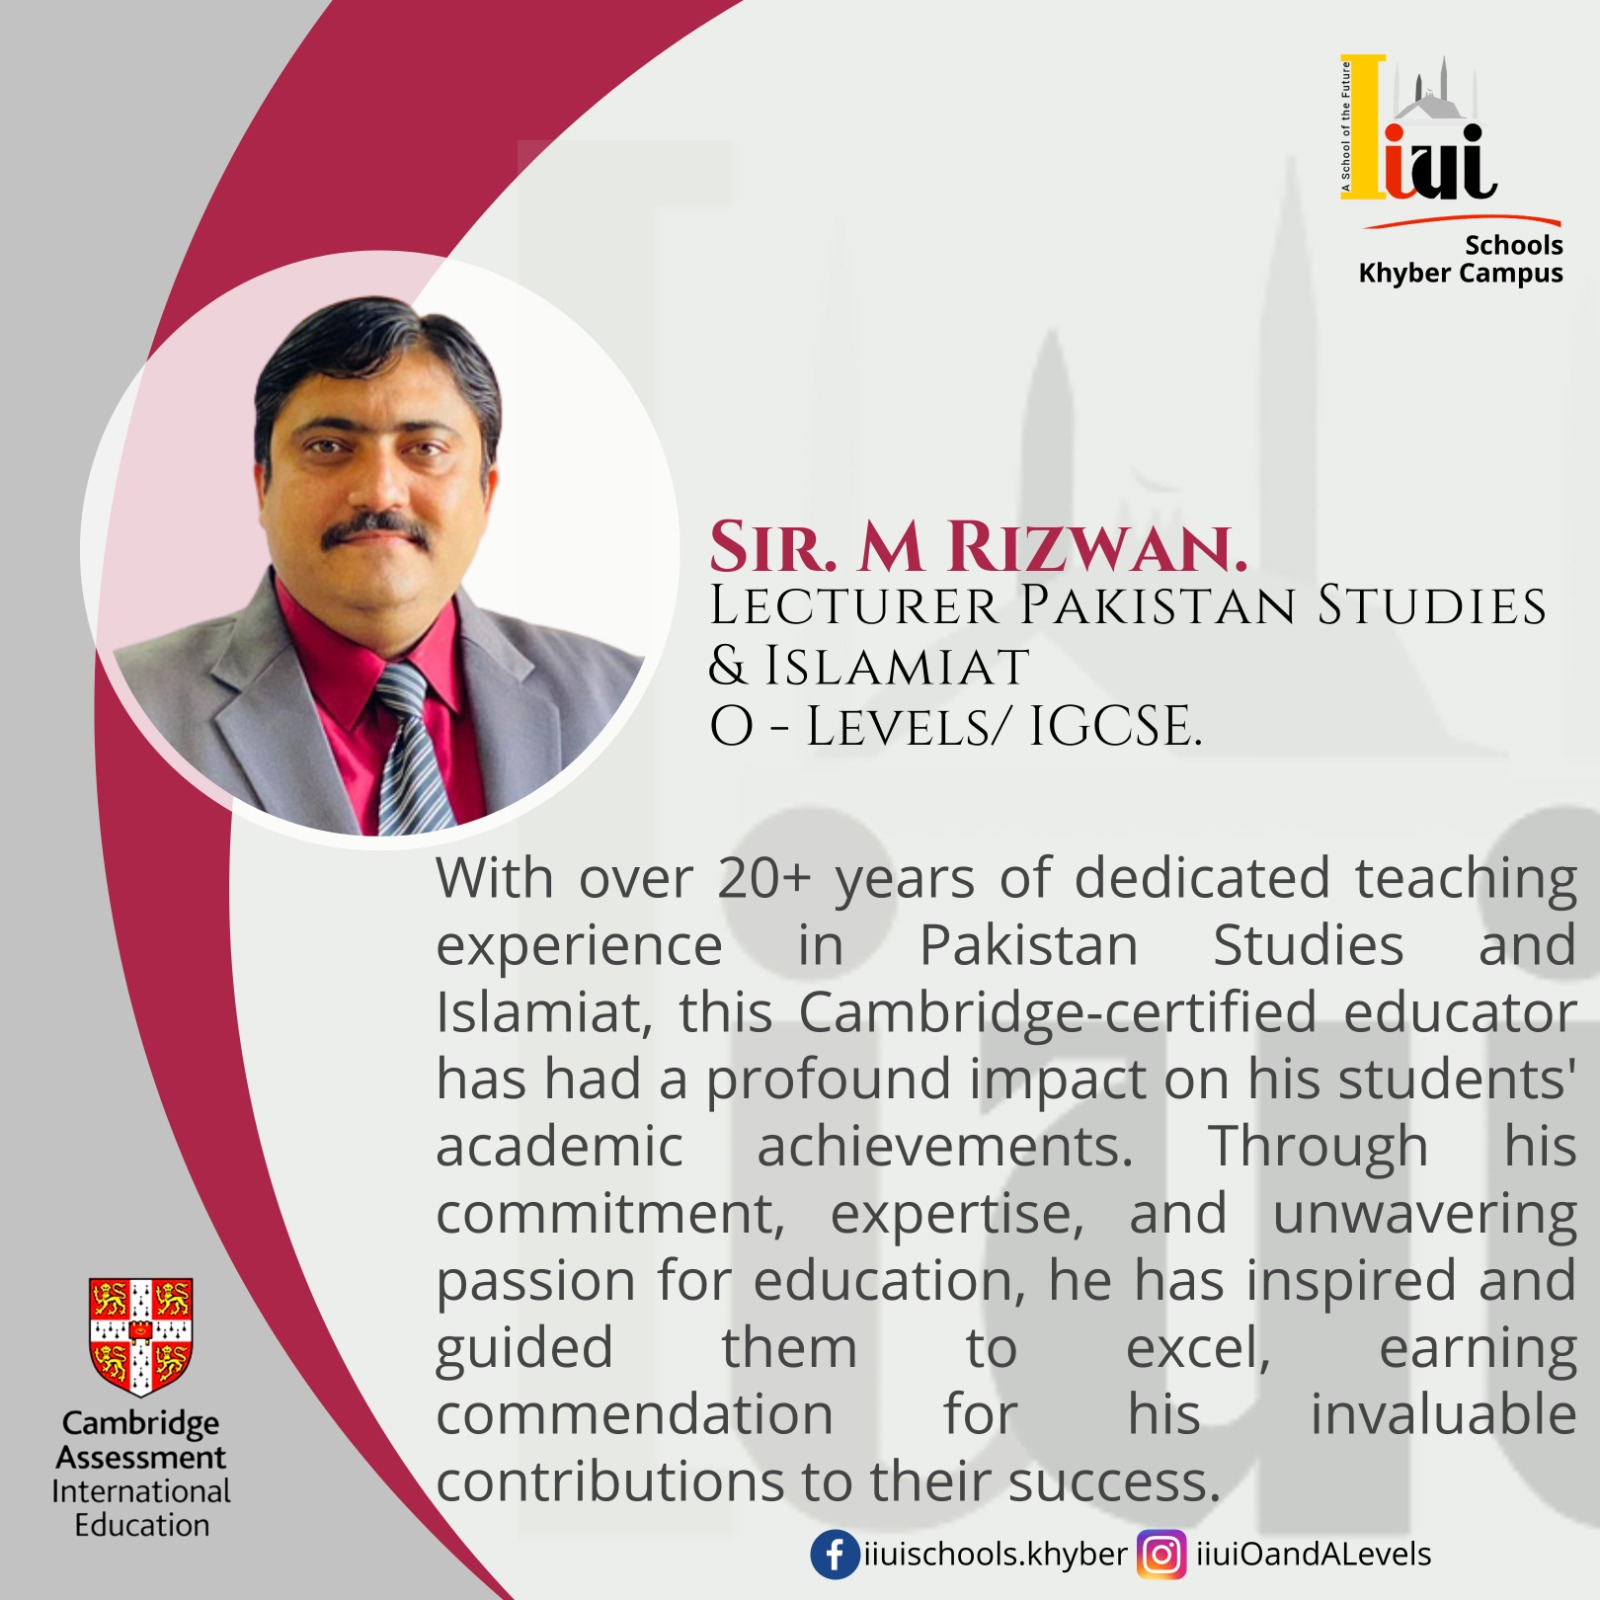 A School of the Future
Iiui
Schools
Khyber Campus
Sir. M Rizwan.
Lecturer Pakistan Studies
& Islamiat
O - Levels/ IGCSE.
With over 20+ years of dedicated teaching
experience in Pakistan Studies and
Islamiat, this Cambridge-certified educator
has had a profound impact on his students'
academic achievements. Through his
commitment, expertise, and unwavering
passion for education, he has inspired and
guided them to excel, earning
commendation for his invaluable
contributions to their success.
Cambridge
Assessment
International
Education
iiuischools.khyber iiuiOandALevels